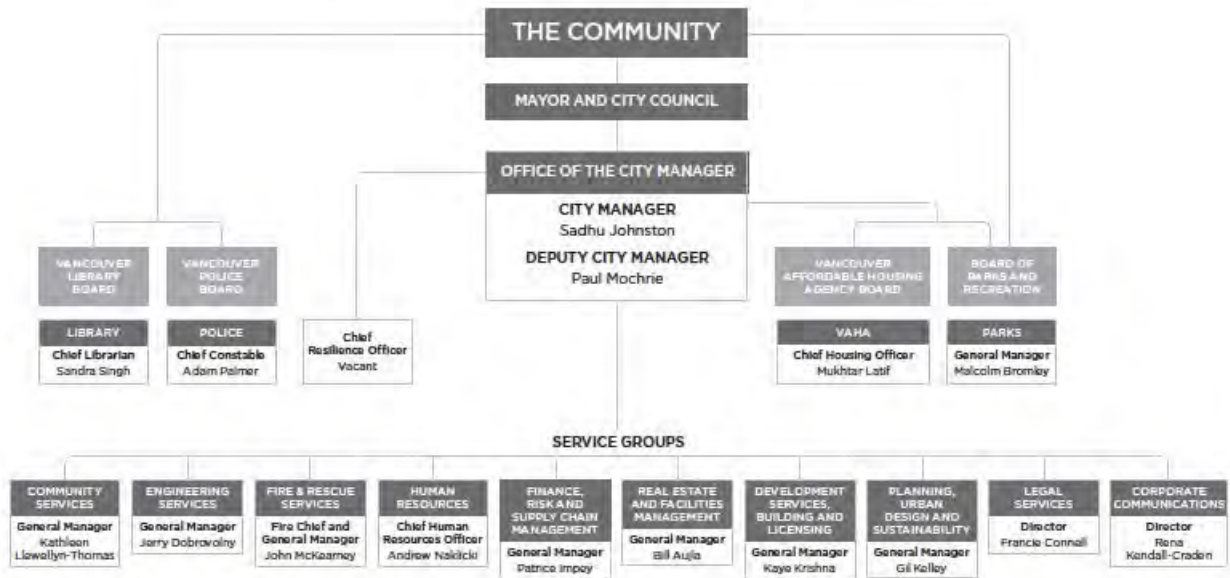 THE COMMUNITY
MAYOR AND CITY COUNCIL
OFFICE OF THE CITY MANAGER
CITY MANAGER
Sadhu Johnston
DEPUTY CITY MANAGER
Paul Mochrie
VANCOUVER
LIBRARY
BOARD
LIBRARY
Chief Librarian
Sandra Singh
VANCOUVER
POLICE
BOARD
POLICE
Chief Constable
Adam Palmer
Chief
Resilience Officer
Vacant
VANCOUVER
AFFORDABLE HOUSING
AGENCY BOARD
VAHA
Chief Housing Officer
Mukhtar Latif
BOARD OF
PARKS AND
RECREATION
PARKS
General Manager
Malcolm Bromley
SERVICE GROUPS
COMMUNITY
SERVICES
General Manager
Kathleen
Llewellyn-Thomas
ENGINEERING
SERVICES
General Manager
Jerry Dobrovolny
FIRE & RESCUE
SERVICES
Fire Chief and
General Manager
John McKearney
HUMAN
RESOURCES
Chief Human
Resources Officer
Andrew Naklicki
FINANCE,
RISK AND
SUPPLY CHAIN
MANAGEMENT
General Manager
Patrice Impey
REAL ESTATE
AND FACILITIES
MANAGEMENT
General Manager
Bill Aujla
DEVELOPMENT
SERVICES,
BUILDING AND
LICENSING
General Manager
Kaye Krishna
PLANNING,
URBAN
DESIGN AND
SUSTAINABILITY
General Manager
Gil Kelley
LEGAL
SERVICES
Director
Francie Connell
CORPORATE
COMMUNICATIONS
Director
Rena
Kendall-Craden